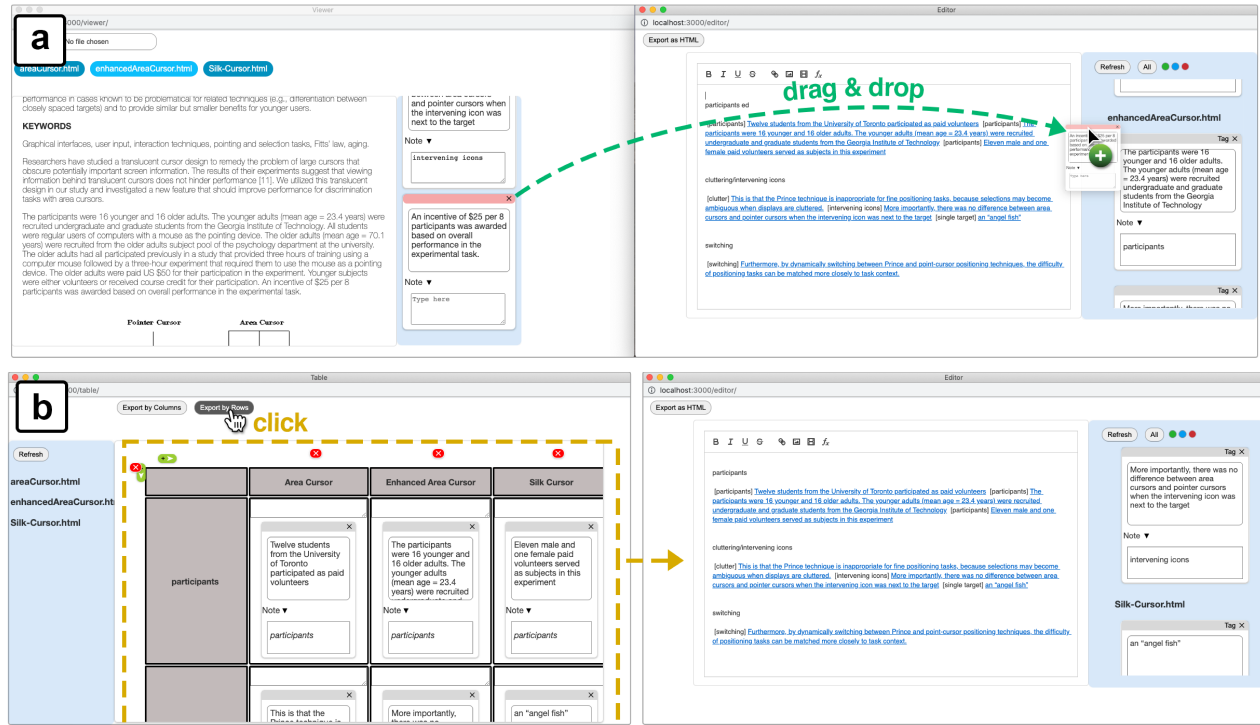 a
Viewer
000/viewer/
No file chosen
areaCursor.html
enhancedAreaCursor.html
Silk-Cursor.html
performance in cases known to be problematical for related techniques (e.g., differentiation between
closely spaced targets) and to provide similar but smaller benefits for younger users.
KEYWORDS
Graphical interfaces, user input, interaction techniques, pointing and selection tasks, Fitts' law, aging.
Researchers have studied a translucent cursor design to remedy the problem of large cursors that
obscure potentially important screen information. The results of their experiments suggest that viewing
information behind translucent cursors does not hinder performance [11]. We utilized this translucent
design in our study and investigated a new feature that should improve performance for discrimination
tasks with area cursors.
The participants were 16 younger and 16 older adults. The younger adults (mean age = 23.4 years) were
recruited undergraduate and graduate students from the Georgia Institute of Technology. All students
were regular users of computers with a mouse as the pointing device. The older adults (mean age = 70.1
years) were recruited from the older adults subject pool of the psychology department at the university.
The older adults had all participated previously in a study that provided three hours of training using a
computer mouse followed by a three-hour experiment that required them to use the mouse as a pointing
device. The older adults were paid US $50 for their participation in the experiment. Younger subjects
were either volunteers or received course credit for their participation. An incentive of $25 per 8
participants was awarded based on overall performance in the experimental task.
Pointer Cursor
Area Cursor
between area cursors
and pointer cursors when
the intervening icon was
next to the target
Note ▼
intervening icons
×
An incentive of $25 per 8
participants was awarded
based on overall
performance in the
experimental task.
Note ▼
Type here
drag & drop
Editor
localhost:3000/editor/
Export as HTML
B I U S fx
participants ed
[participants] Twelve students from the University of Toronto participated as paid volunteers [participants] The
participants were 16 younger and 16 older adults. The younger adults (mean age = 23.4 years) were recruited
undergraduate and graduate students from the Georgia Institute of Technology [participants] Eleven male and one
female paid volunteers served as subjects in this experiment
cluttering/intervening icons
[clutter] This is that the Prince technique is inappropriate for fine positioning tasks, because selections may become
ambiguous when displays are cluttered. [intervening icons] More importantly, there was no difference between area
cursors and pointer cursors when the intervening icon was next to the target [single target] an "angel fish"
switching
[switching] Furthermore, by dynamically switching between Prince and point-cursor positioning techniques, the difficulty
of positioning tasks can be matched more closely to task context.
An incentive $25 per 8
Note ▼
Type here
Refresh
All
enhancedAreaCursor.html
Tag ×
The participants were 16
younger and 16 older adults.
The younger adults (mean age
= 23.4 years) were recruited
undergraduate and graduate
students from the Georgia
Institute of Technology
Note ▼
participants
Tag ×
More importantly, there was no
b
Table
00/table/
Export by Columns
Export by Rows
click
Refresh
areaCursor.html
enhancedAreaCursor.ht
Silk-Cursor.html
Area Cursor
Enhanced Area Cursor
Silk Cursor
participants
×
Twelve students
from the University
of Toronto
participated as paid
volunteers
Note ▼
participants
×
The participants
were 16 younger and
16 older adults. The
younger adults
(mean age = 23.4
years) were recruited
undergraduate and
Note ▼
participants
×
Eleven male and
one female paid
volunteers served
as subjects in this
experiment
Note ▼
participants
×
This is that the
Prince technique is
×
More importantly,
there was no
×
an "angel fish"
Editor
localhost:3000/editor/
Export as HTML
B I U S fx
participants
[participants] Twelve students from the University of Toronto participated as paid volunteers [participants] The
participants were 16 younger and 16 older adults. The younger adults (mean age = 23.4 years) were recruited
undergraduate and graduate students from the Georgia Institute of Technology [participants] Eleven male and one
female paid volunteers served as subjects in this experiment
cluttering/intervening icons
[clutter] This is that the Prince technique is inappropriate for fine positioning tasks, because selections may become
ambiguous when displays are cluttered. [intervening icons] More importantly, there was no difference between area
cursors and pointer cursors when the intervening icon was next to the target [single target] an "angel fish"
switching
[switching] Furthermore, by dynamically switching between Prince and point-cursor positioning techniques, the difficulty
of positioning tasks can be matched more closely to task context.
Refresh
All
Tag ×
More importantly, there was no
difference between area
cursors and pointer cursors
when the intervening icon was
next to the target
Note ▼
intervening icons
Silk-Cursor.html
Tag ×
an "angel fish"